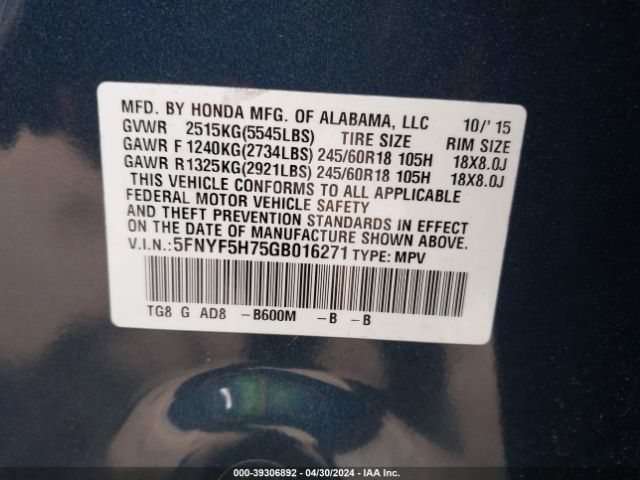 MFD. BY HONDA MFG. OF ALABAMA, LLC 10/' 15
GVWR 2515KG(5545LBS) TIRE SIZE RIM SIZE
GAWR F 1240KG(2734LBS) 245/60R18 105H 18X8.0J
GAWR R1325KG(2921LBS) 245/60R18 105H 18X8.0J
THIS VEHICLE CONFORMS TO ALL APPLICABLE
FEDERAL MOTOR VEHICLE SAFETY
AND THEFT PREVENTION STANDARDS IN EFFECT
ON THE DATE OF MANUFACTURE SHOWN ABOVE.
V.I.N.:5FNYF5H75GB016271 TYPE: MPV
TG8 G AD8 -B600M -B -B
000-39306892 - 04/30/2024 - IAA Inc.